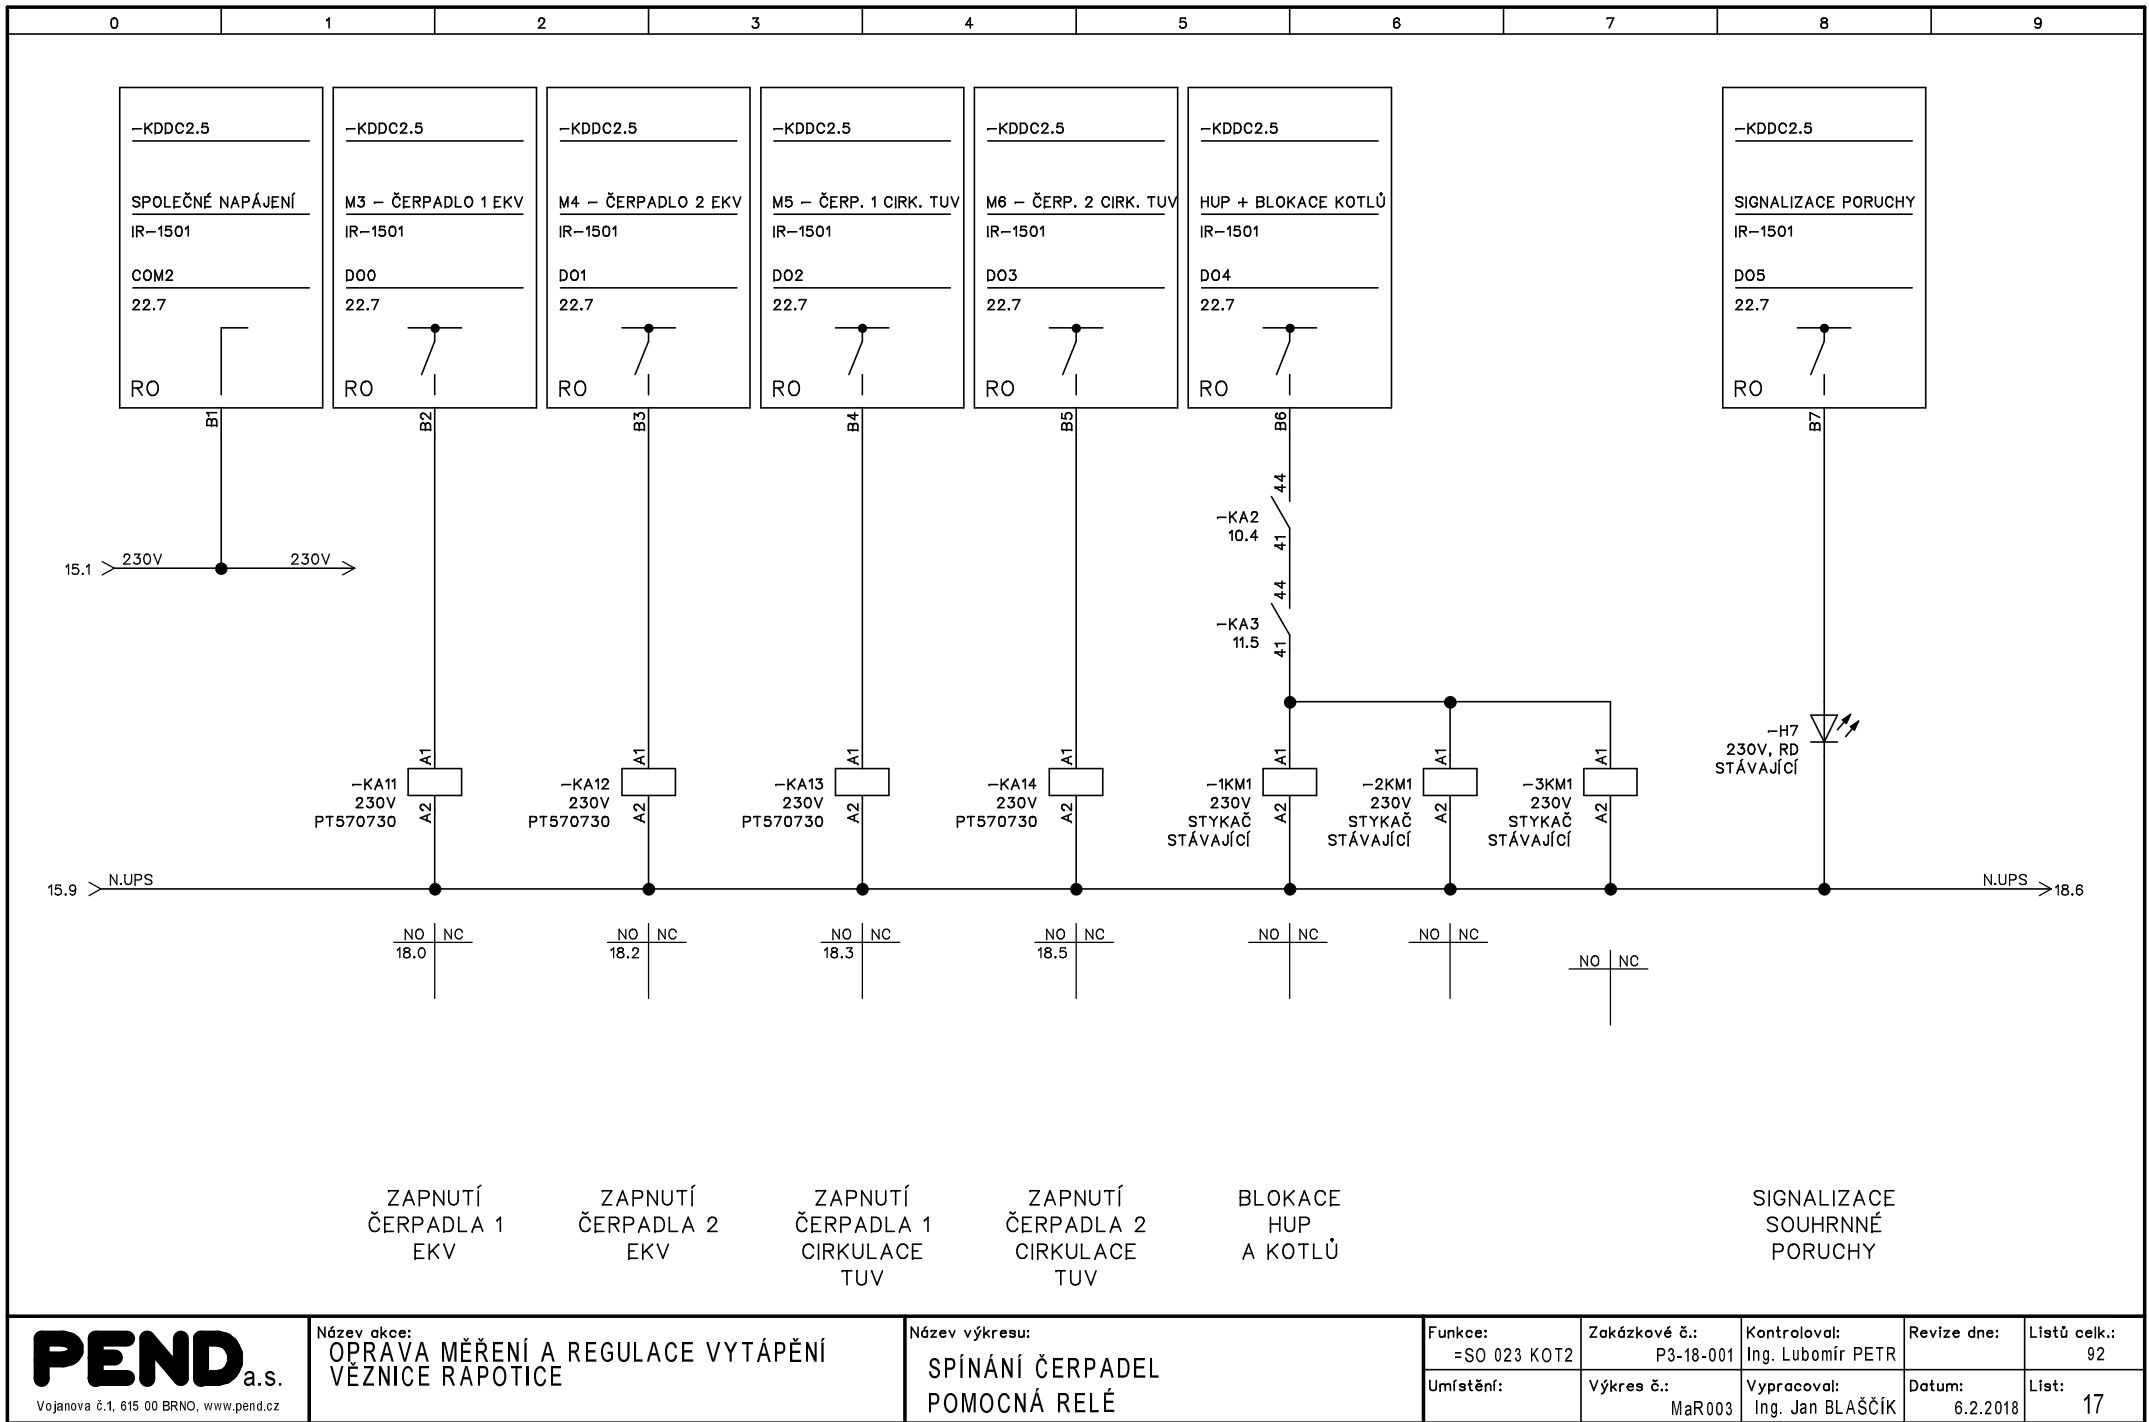 0 1 2 3 4 5 6 7 8 9
-KDDC2.5
SPOLEČNÉ NAPÁJENÍ
IR-1501
COM2
22.7
RO
B1
-KDDC2.5
M3 - ČERPADLO 1 EKV
IR-1501
DO0
22.7
RO
B2
-KDDC2.5
M4 - ČERPADLO 2 EKV
IR-1501
DO1
22.7
RO
B3
-KDDC2.5
M5 - ČERP. 1 CIRK. TUV
IR-1501
DO2
22.7
RO
B4
-KDDC2.5
M6 - ČERP. 2 CIRK. TUV
IR-1501
DO3
22.7
RO
B5
-KDDC2.5
HUP + BLOKACE KOTLŮ
IR-1501
DO4
22.7
RO
B6
-KDDC2.5
SIGNALIZACE PORUCHY
IR-1501
DO5
22.7
RO
B7
15.1 230V 230V
44
-KA2
10.4
41
44
-KA3
11.5
41
A1
-KA11
230V
PT570730
A2
A1
-KA12
230V
PT570730
A2
A1
-KA13
230V
PT570730
A2
A1
-KA14
230V
PT570730
A2
A1
-1KM1
230V
STYKAČ
STÁVAJÍCÍ
A2
A1
-2KM1
230V
STYKAČ
STÁVAJÍCÍ
A2
A1
-3KM1
230V
STYKAČ
STÁVAJÍCÍ
A2
-H7
230V, RD
STÁVAJÍCÍ
15.9 N.UPS N.UPS 18.6
NO NC
18.0
NO NC
18.2
NO NC
18.3
NO NC
18.5
NO NC
NO NC
NO NC
ZAPNUTÍ
ČERPADLA 1
EKV
ZAPNUTÍ
ČERPADLA 2
EKV
ZAPNUTÍ
ČERPADLA 1
CIRKULACE
TUV
ZAPNUTÍ
ČERPADLA 2
CIRKULACE
TUV
BLOKACE
HUP
A KOTLŮ
SIGNALIZACE
SOUHRNNÉ
PORUCHY
PEND a.s.
Vojanova č.1, 615 00 BRNO, www.pend.cz
Název akce:
OPRAVA MĚŘENÍ A REGULACE VYTÁPĚNÍ
VĚZNICE RAPOTICE
Název výkresu:
SPÍNÁNÍ ČERPADEL
POMOCNÁ RELÉ
Funkce:
=SO 023 KOT2
Umístění:
Zakázkové č.:
P3-18-001
Výkres č.:
MaR003
Kontroloval:
Ing. Lubomír PETR
Vypracoval:
Ing. Jan BLAŠČÍK
Revize dne:
Datum:
6.2.2018
Listů celk.:
92
List:
17